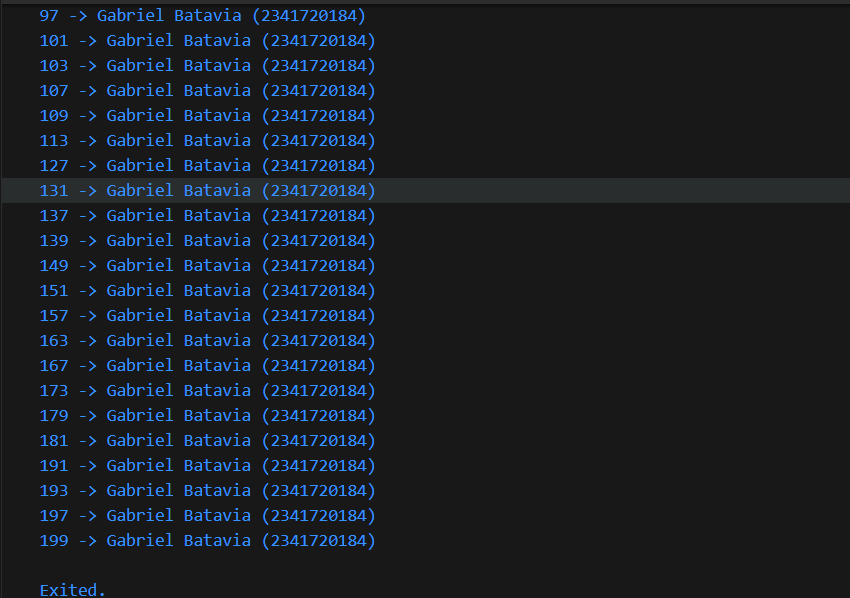 97 -> Gabriel Batavia (2341720184)
101 -> Gabriel Batavia (2341720184)
103 -> Gabriel Batavia (2341720184)
107 -> Gabriel Batavia (2341720184)
109 -> Gabriel Batavia (2341720184)
113 -> Gabriel Batavia (2341720184)
127 -> Gabriel Batavia (2341720184)
131 -> Gabriel Batavia (2341720184)
137 -> Gabriel Batavia (2341720184)
139 -> Gabriel Batavia (2341720184)
149 -> Gabriel Batavia (2341720184)
151 -> Gabriel Batavia (2341720184)
157 -> Gabriel Batavia (2341720184)
163 -> Gabriel Batavia (2341720184)
167 -> Gabriel Batavia (2341720184)
173 -> Gabriel Batavia (2341720184)
179 -> Gabriel Batavia (2341720184)
181 -> Gabriel Batavia (2341720184)
191 -> Gabriel Batavia (2341720184)
193 -> Gabriel Batavia (2341720184)
197 -> Gabriel Batavia (2341720184)
199 -> Gabriel Batavia (2341720184)
Exited.